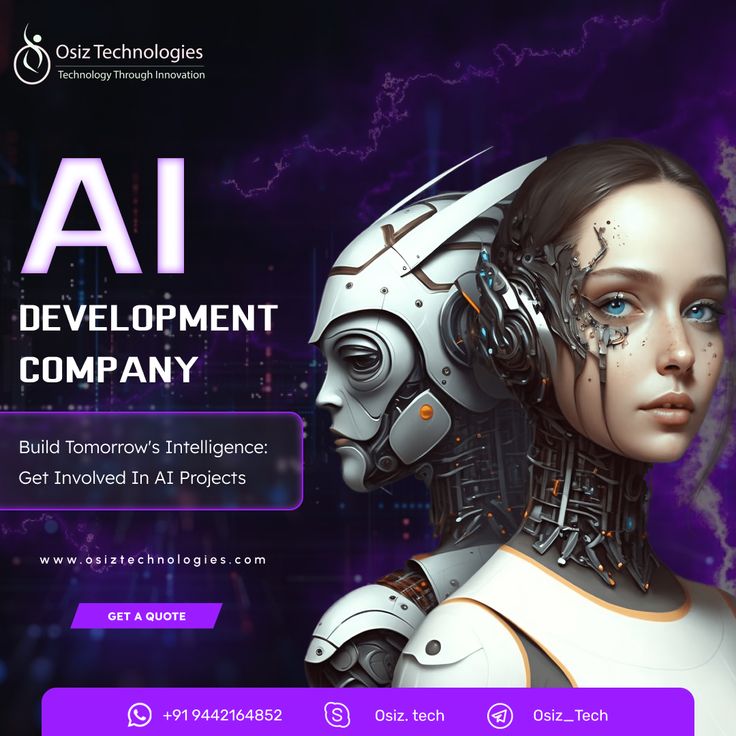 Osiz Technologies
Technology Through Innovation
AI
DEVELOPMENT
COMPANY
Build Tomorrow's Intelligence:
Get Involved In AI Projects
www.osiztechnologies.com
GET A QUOTE
+91 9442164852 Osiz. tech Osiz_Tech